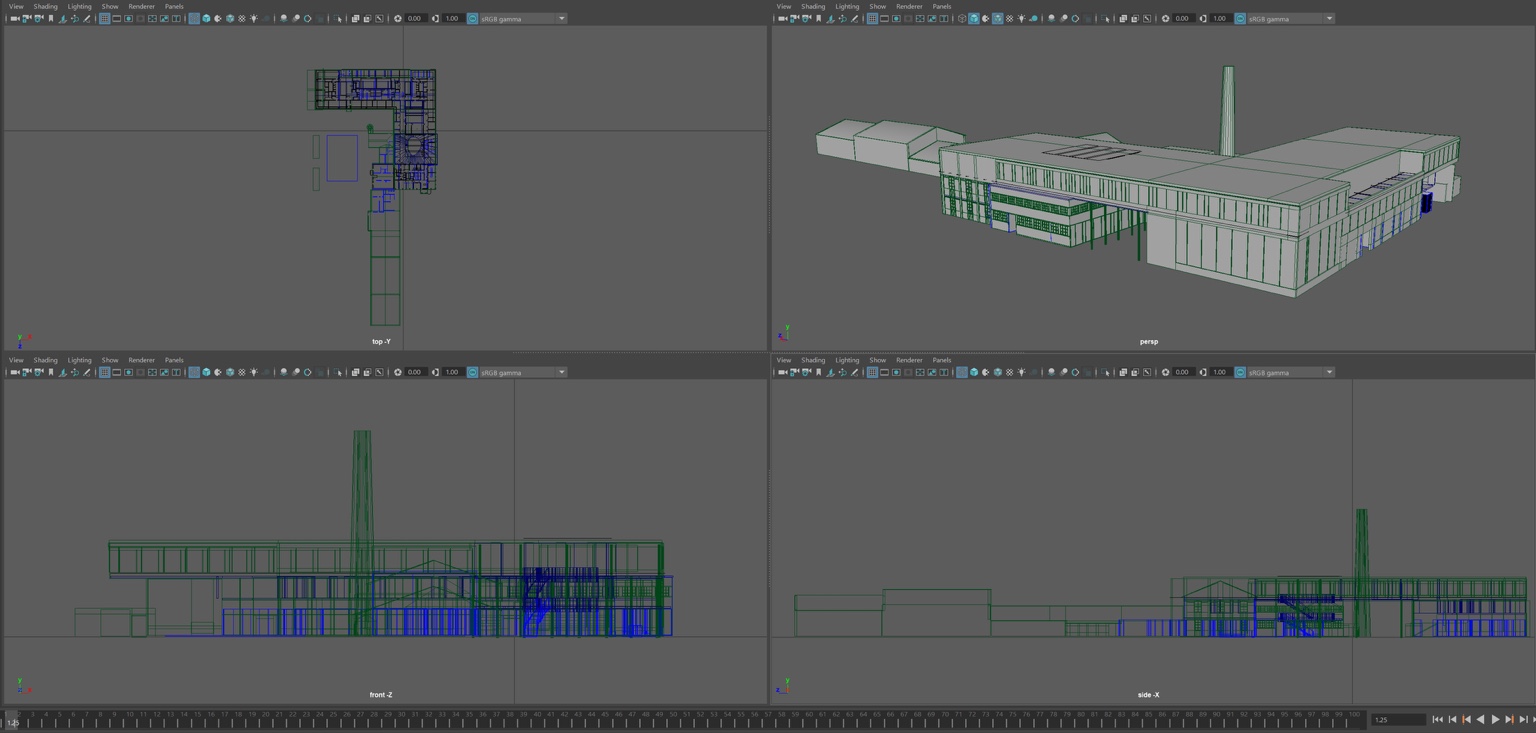 View Shading Lighting Show Renderer Panels
0.00 1.00 sRGB gamma
top -Y
View Shading Lighting Show Renderer Panels
0.00 1.00 sRGB gamma
persp
View Shading Lighting Show Renderer Panels
0.00 1.00 sRGB gamma
front -Z
View Shading Lighting Show Renderer Panels
0.00 1.00 sRGB gamma
side -X
1.25 2 3 4 5 6 7 8 9 10 11 12 13 14 15 16 17 18 19 20 21 22 23 24 25 26 27 28 29 30 31 32 33 34 35 36 37 38 39 40 41 42 43 44 45 46 47 48 49 50 51 52 53 54 55 56 57 58 59 60 61 62 63 64 65 66 67 68 69 70 71 72 73 74 75 76 77 78 79 80 81 82 83 84 85 86 87 88 89 90 91 92 93 94 95 96 97 98 99 100 1.25